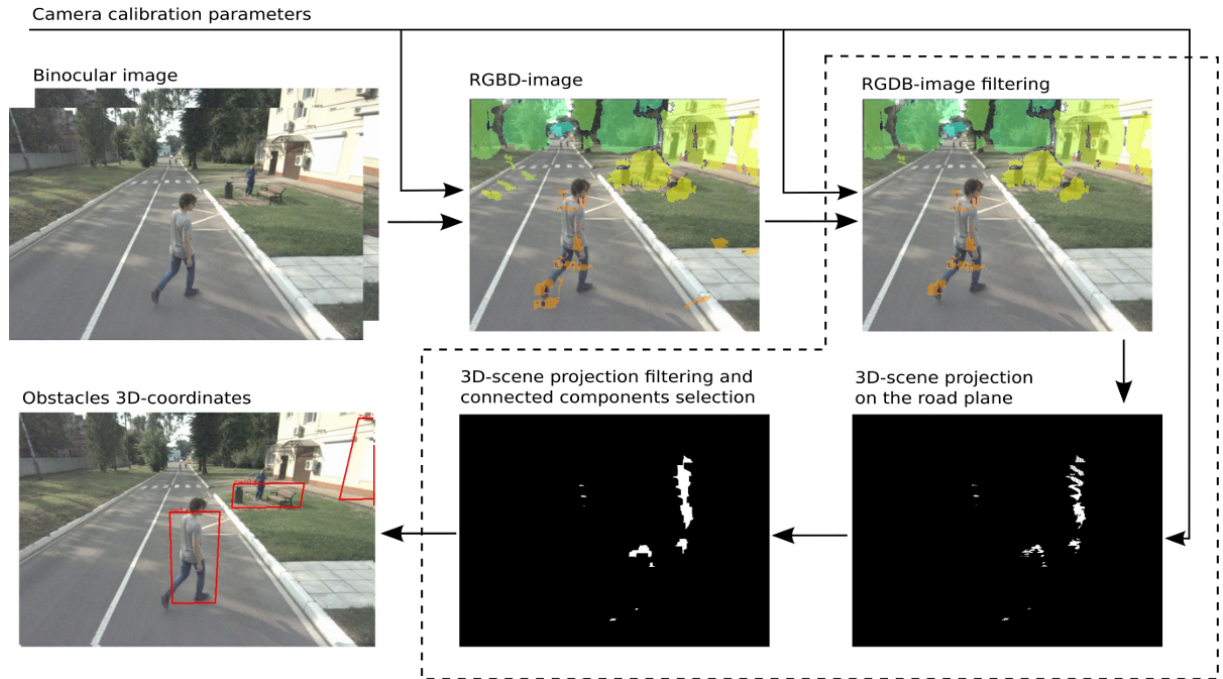 Camera calibration parameters
Binocular image
RGBD-image
RGDB-image filtering
3D-scene projection filtering and
connected components selection
3D-scene projection
on the road plane
Obstacles 3D-coordinates